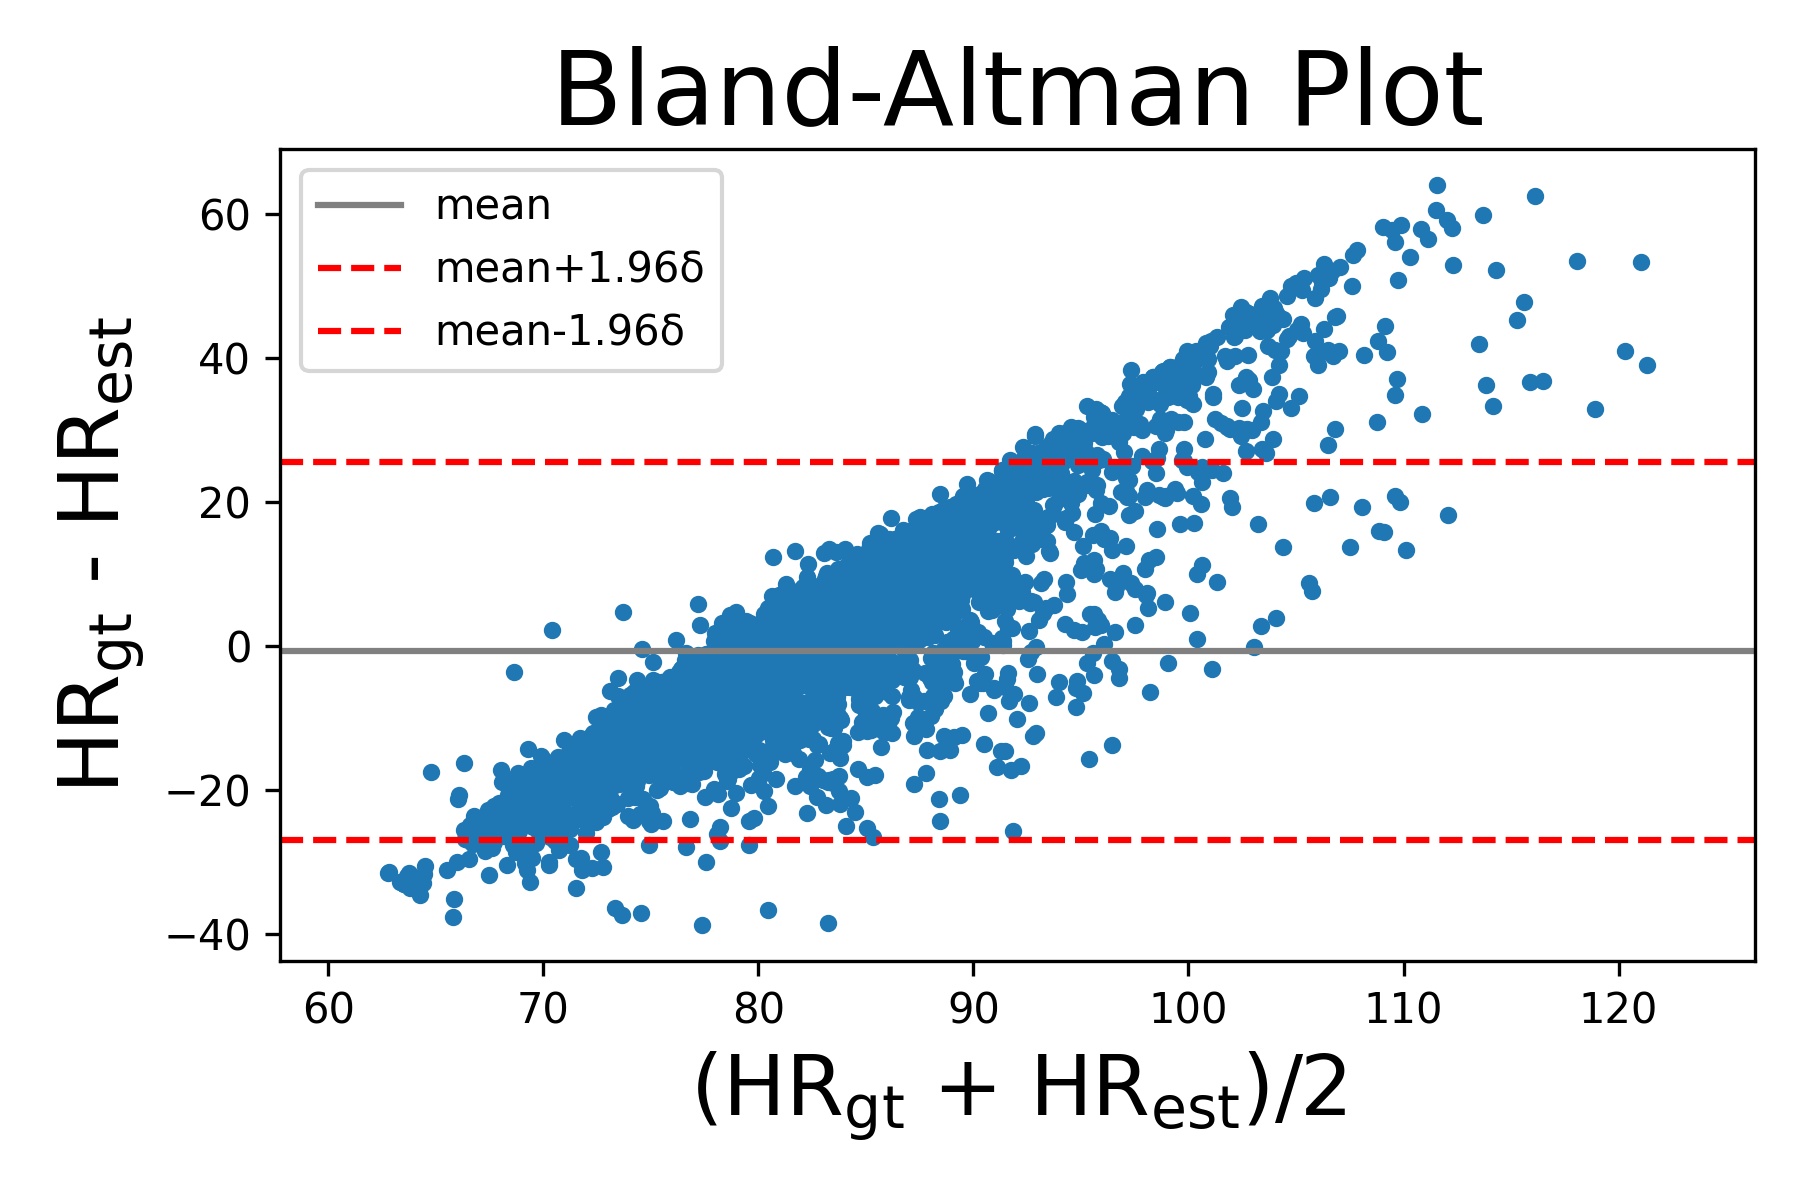 Bland-Altman Plot
mean
mean+1.96δ
mean-1.96δ
HRgt - HRest
60
40
20
0
−20
−40
60
70
80
90
100
110
120
(HRgt + HRest)/2